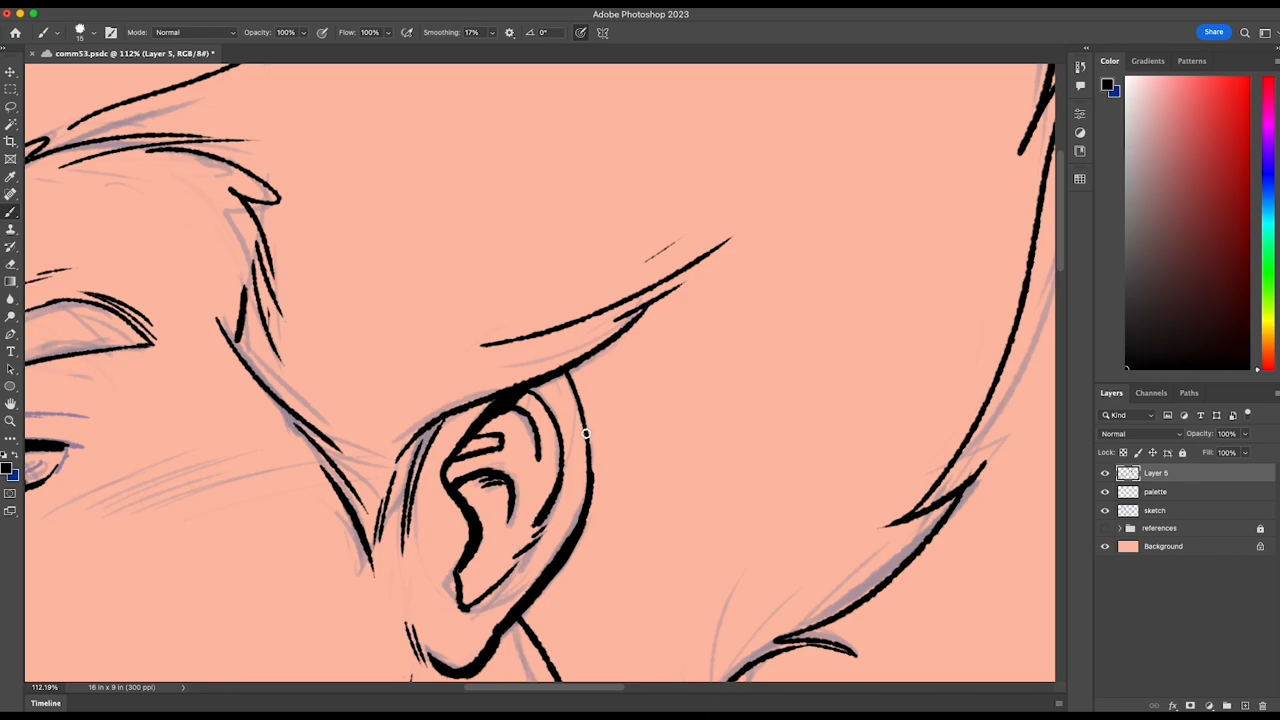 Adobe Photoshop 2023
15 Mode: Normal Opacity: 100% Flow: 100% Smoothing: 17% 0° Share
comm53.psdc @ 112% (Layer 5, RGB/8#) *
Color Gradients Patterns
Layers Channels Paths
Kind
Normal Opacity: 100%
Lock: Fill: 100%
Layer 5
palette
sketch
references
Background
112.19% 16 in x 9 in (300 ppi)
Timeline